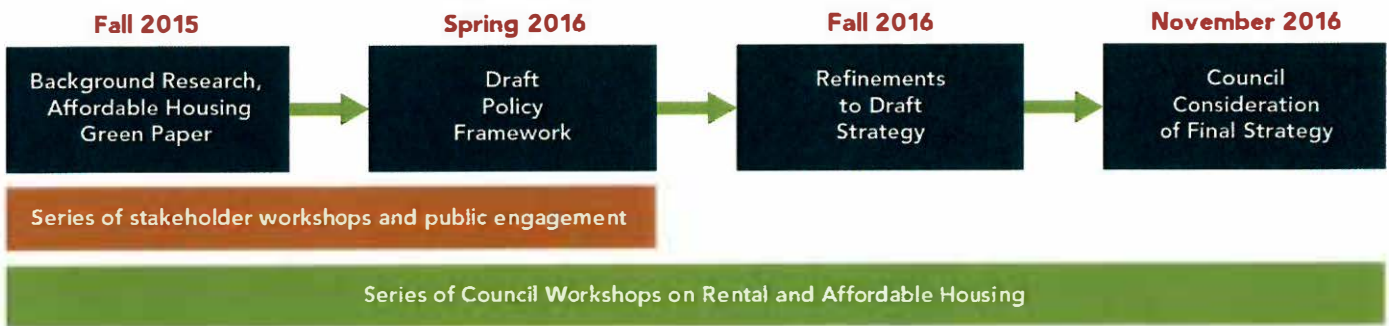 Fall 2015
Spring 2016
Fall 2016
November 2016
Background Research,
Affordable Housing
Green Paper
Draft
Policy
Framework
Refinements
to Draft
Strategy
Council
Consideration
of Final Strategy
Series of stakeholder workshops and public engagement
Series of Council Workshops on Rental and Affordable Housing